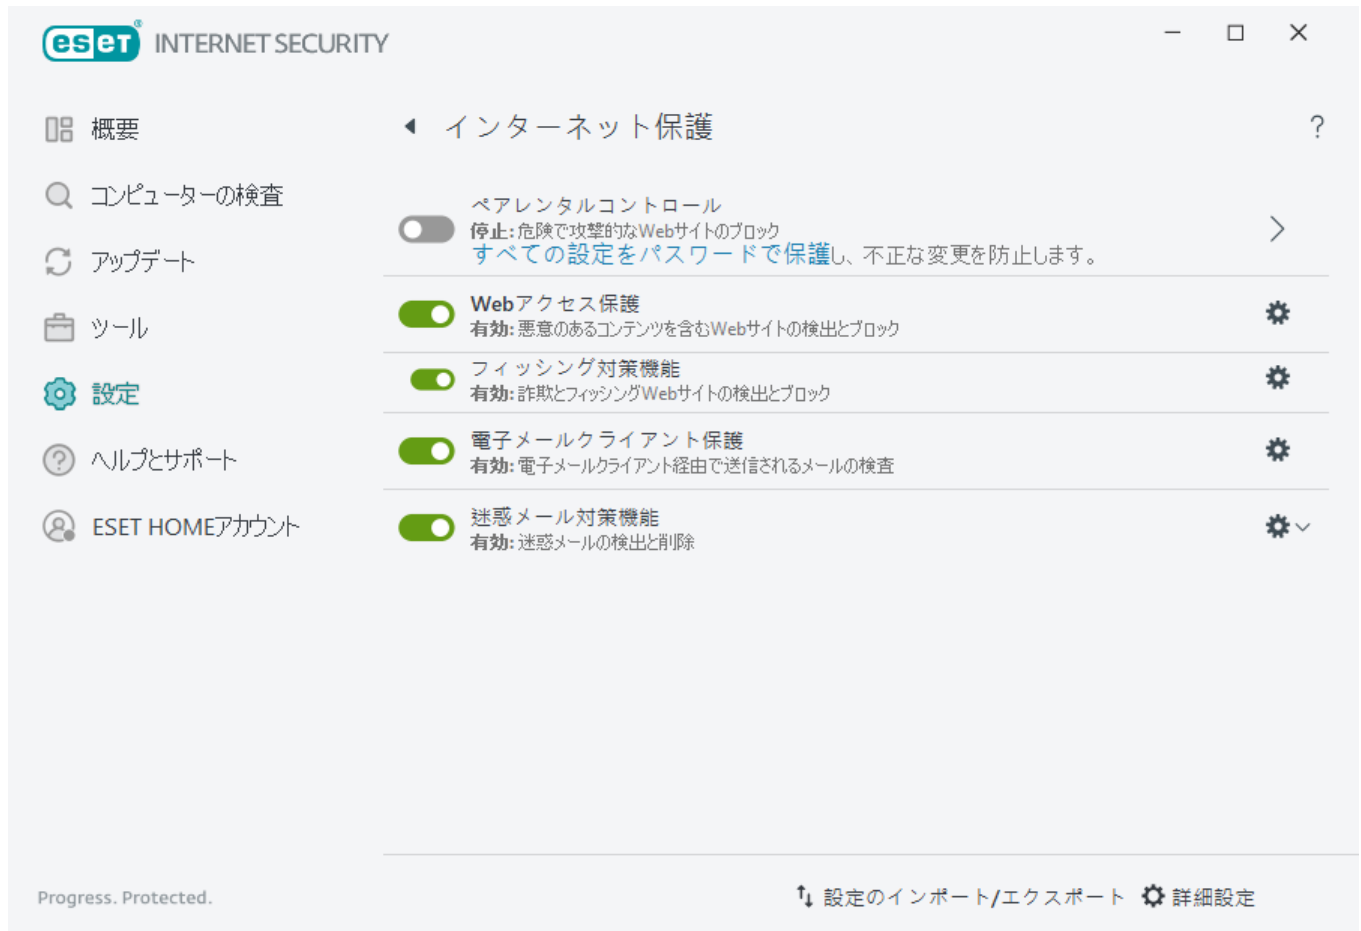 eset® INTERNET SECURITY
概要
コンピューターの検査
アップデート
ツール
設定
ヘルプとサポート
ESET HOMEアカウント
インターネット保護
?
ペアレンタルコントロール
停止: 危険で攻撃的なWebサイトのブロック
すべての設定をパスワードで保護し、不正な変更を防止します。
Webアクセス保護
有効: 悪意のあるコンテンツを含むWebサイトの検出とブロック
フィッシング対策機能
有効: 詐欺とフィッシングWebサイトの検出とブロック
電子メールクライアント保護
有効: 電子メールクライアント経由で送信されるメールの検査
迷惑メール対策機能
有効: 迷惑メールの検出と削除
Progress. Protected.
設定のインポート/エクスポート 詳細設定